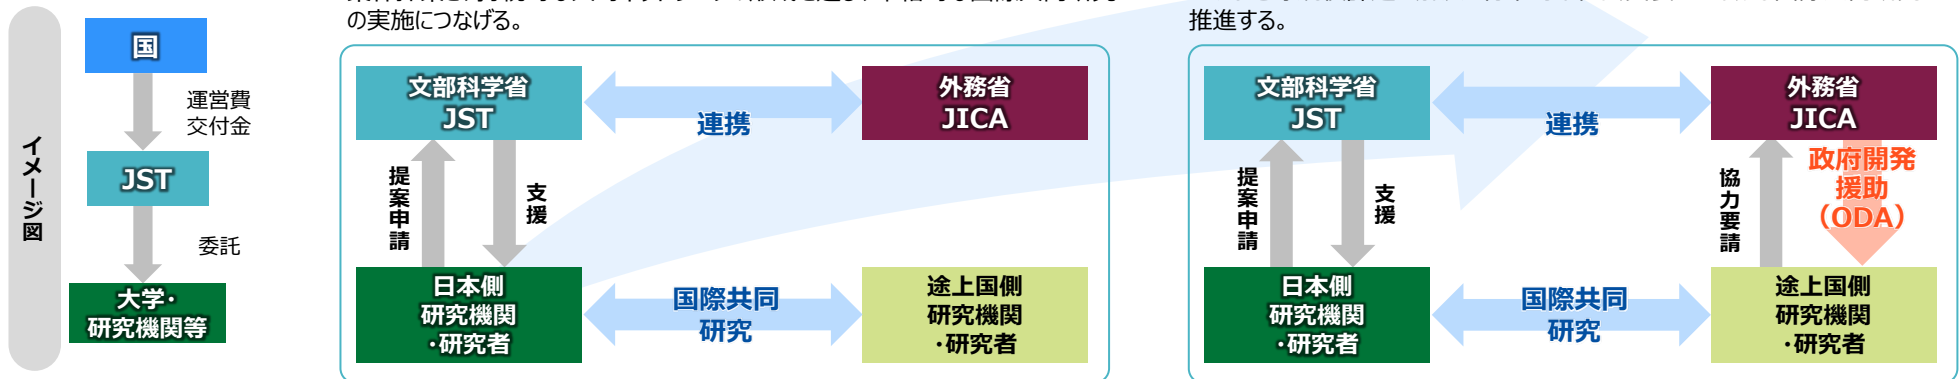 の実施につなげる。
推進する。
イメージ図
国
運営費
交付金
JST
委託
大学・
研究機関等
文部科学省
JST
連携
外務省
JICA
提案申請
支援
日本側
研究機関
・研究者
国際共同
研究
途上国側
研究機関
・研究者
文部科学省
JST
連携
外務省
JICA
提案申請
支援
協力要請
政府開発
援助
（ODA）
日本側
研究機関
・研究者
国際共同
研究
途上国側
研究機関
・研究者